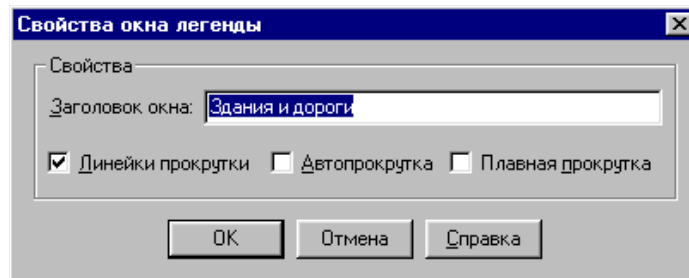 Свойства окна легенды
Свойства
Заголовок окна: Здания и дороги
Линейки прокрутки Автопрокрутка Плавная прокрутка
OK Отмена Справка